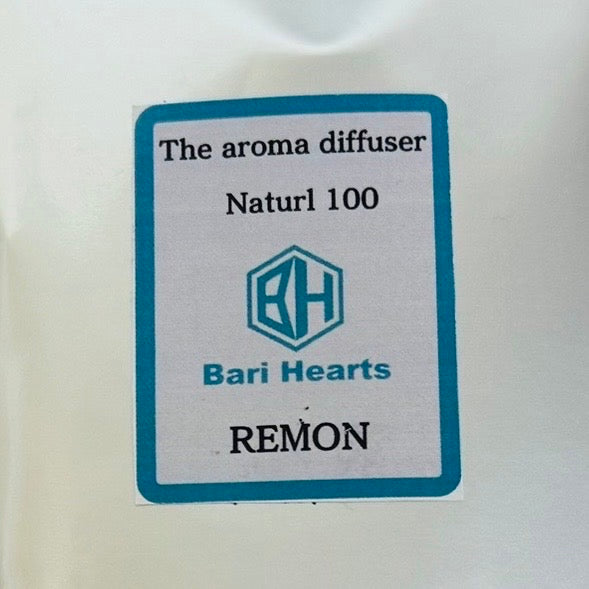 The aroma diffuser
Naturl 100
BH
Bari Hearts
REMON